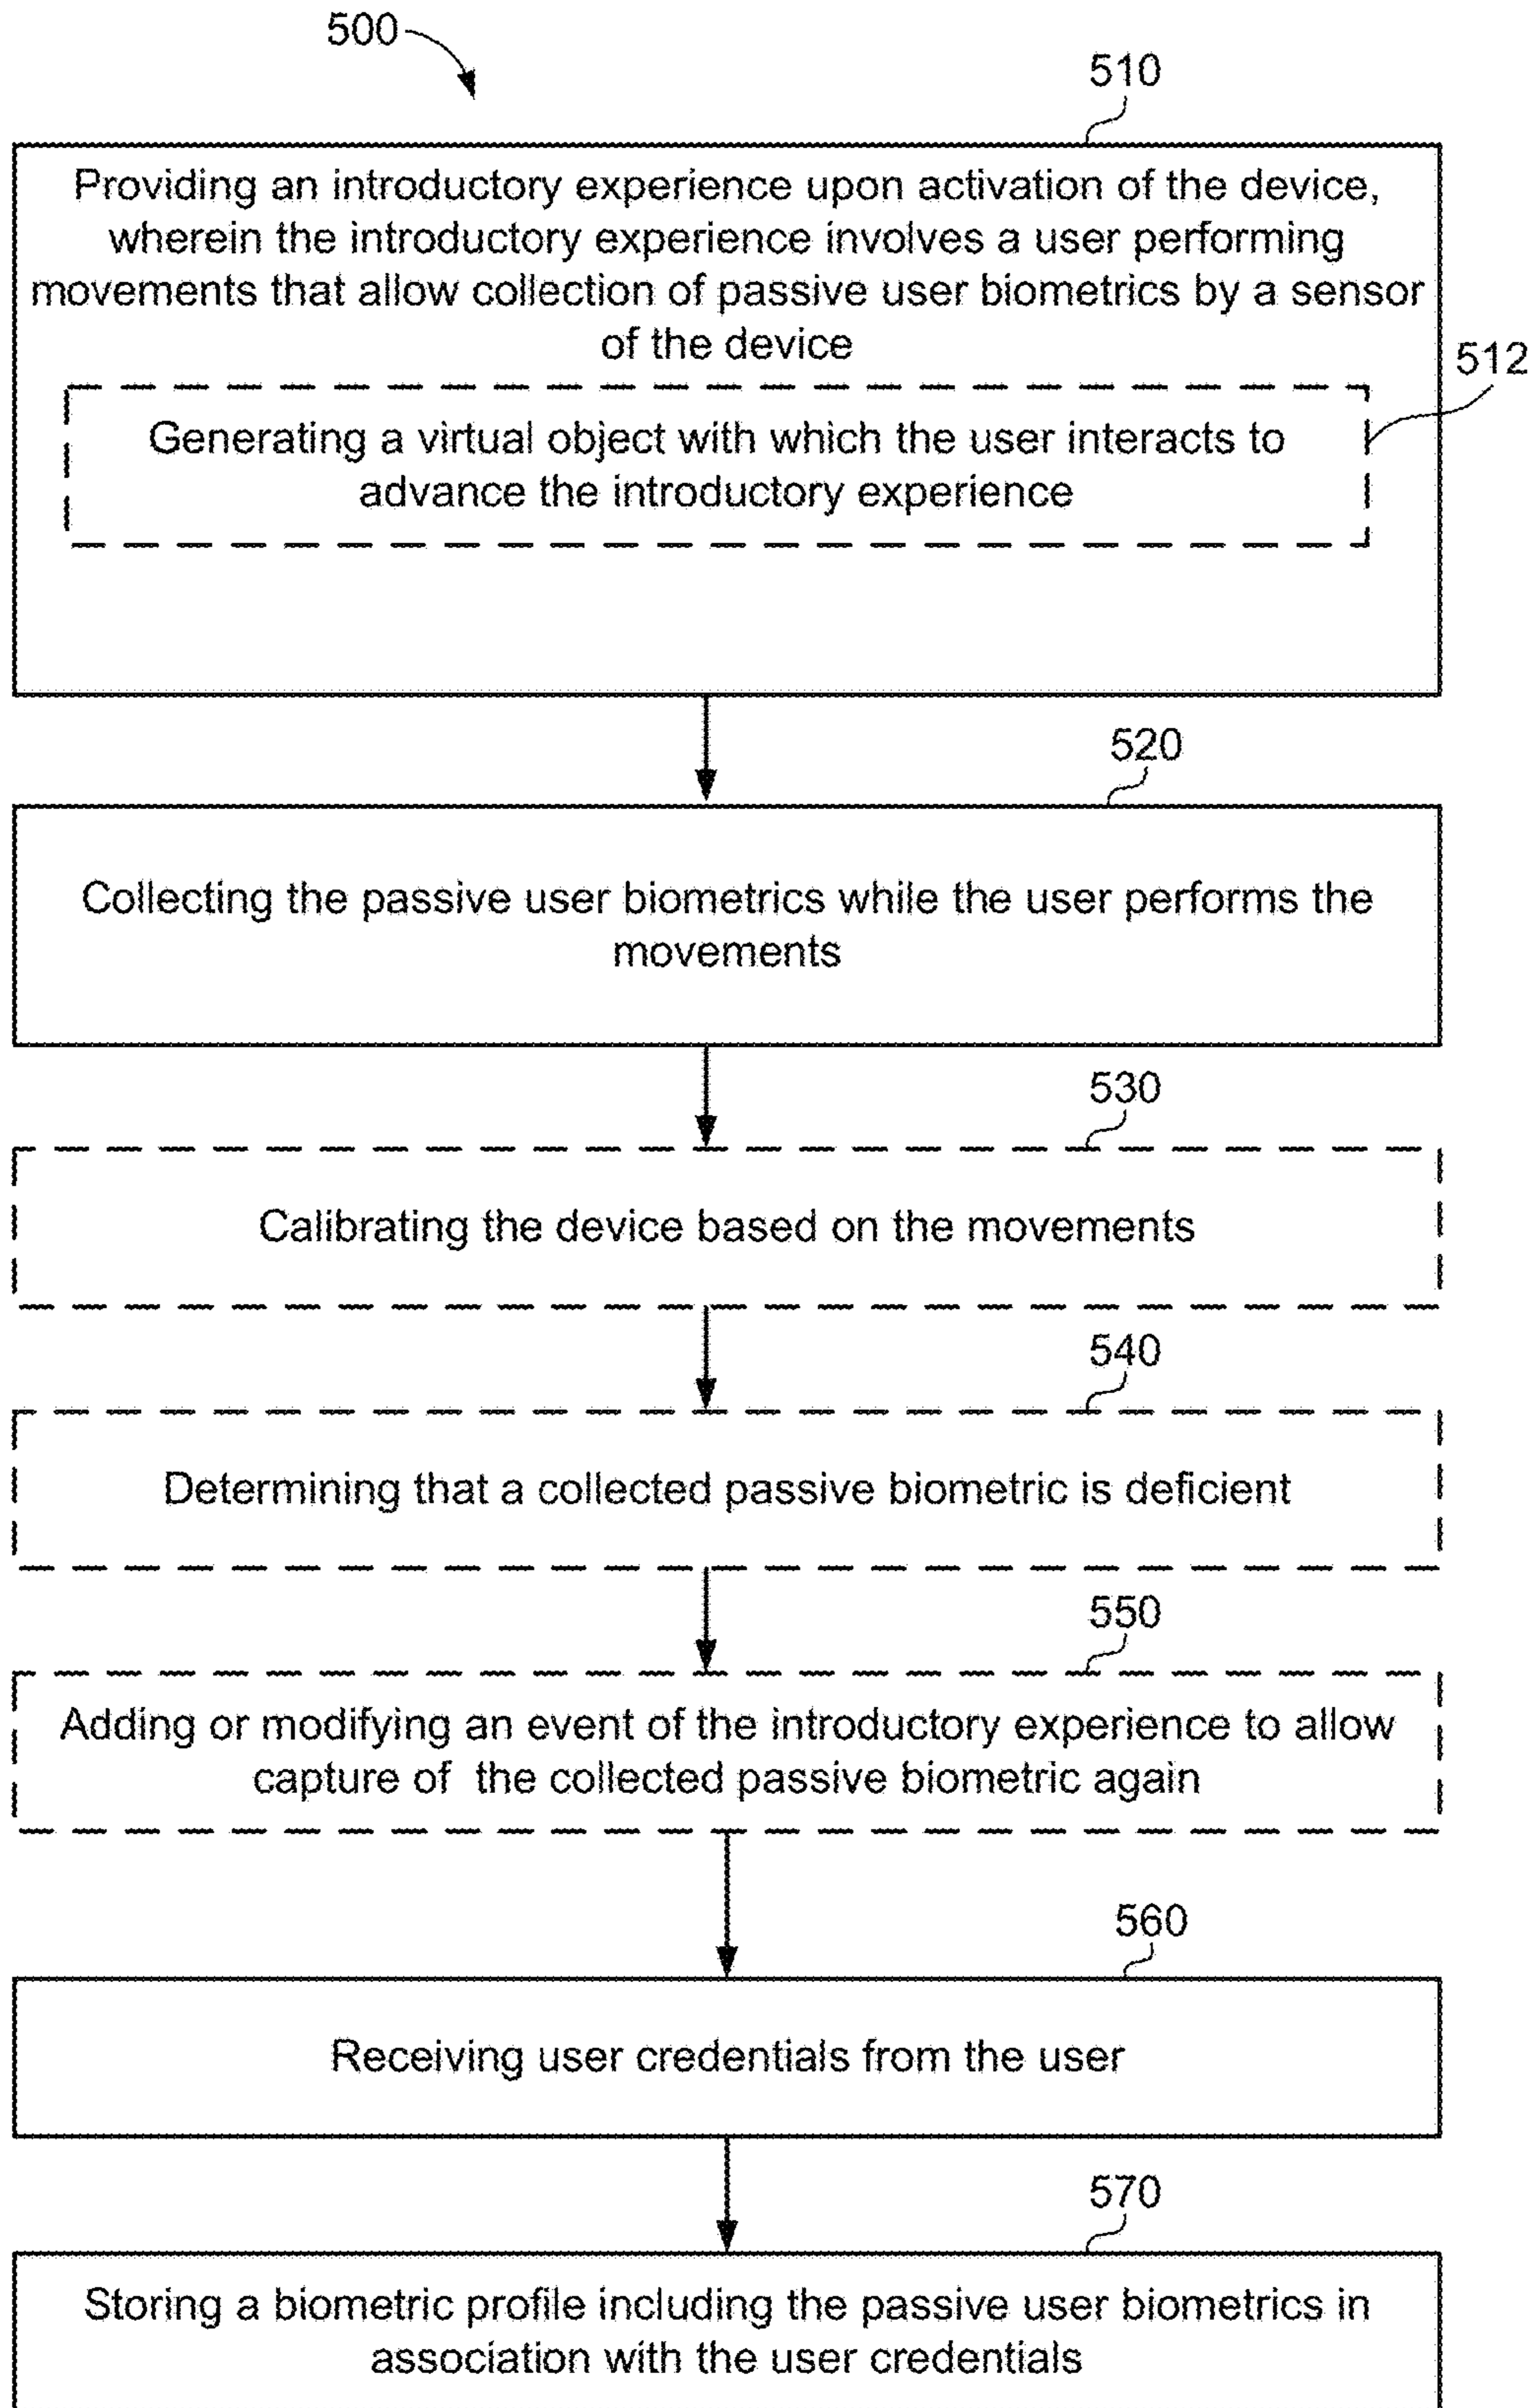 500
510
Providing an introductory experience upon activation of the device,
wherein the introductory experience involves a user performing
movements that allow collection of passive user biometrics by a sensor
of the device
512
Generating a virtual object with which the user interacts to
advance the introductory experience
520
Collecting the passive user biometrics while the user performs the
movements
530
Calibrating the device based on the movements
540
Determining that a collected passive biometric is deficient
550
Adding or modifying an event of the introductory experience to allow
capture of the collected passive biometric again
560
Receiving user credentials from the user
570
Storing a biometric profile including the passive user biometrics in
association with the user credentials